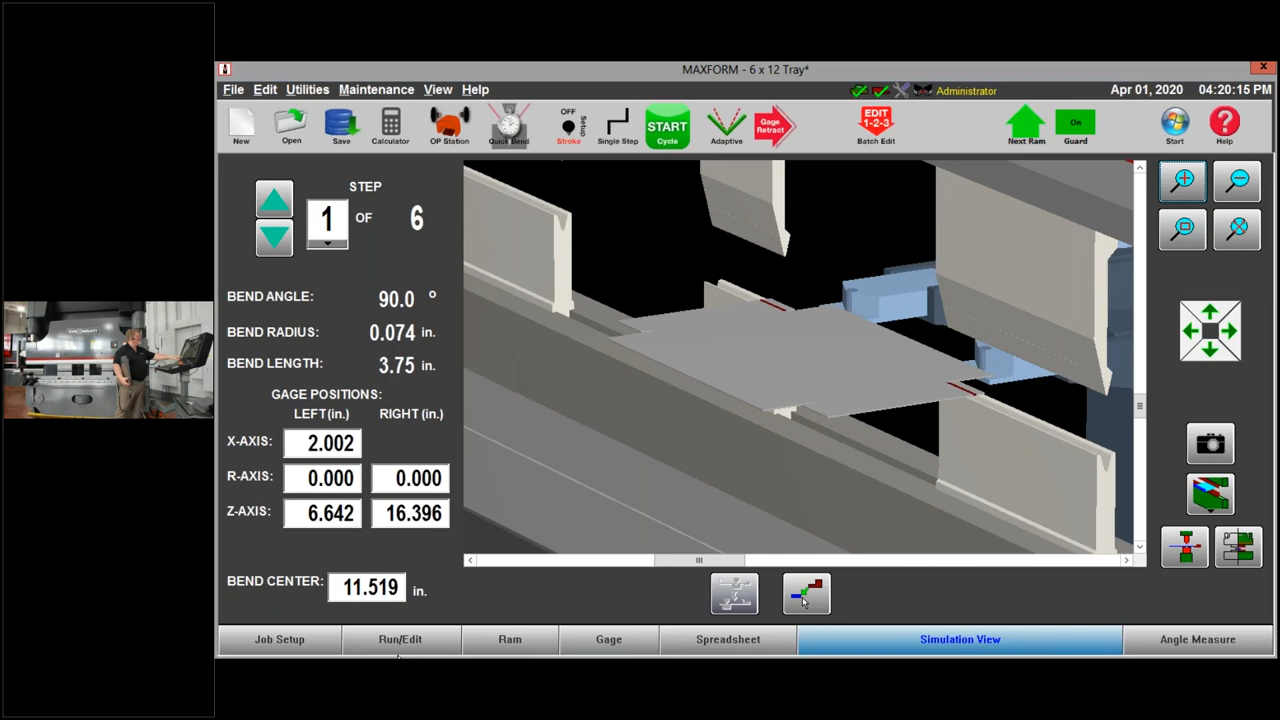 MAXFORM - 6 x 12 Tray*
File Edit Utilities Maintenance View Help
Administrator
Apr 01, 2020 04:20:15 PM
New
Open
Save
Calculator
OP Station
Quick Bend
OFF
Setup
Stroke
Single Step
START
Cycle
Adaptive
Gage
Retract
EDIT
1-2-3
Batch Edit
Next Ram
On
Guard
Start
Help
STEP
1 OF 6
BEND ANGLE: 90.0 °
BEND RADIUS: 0.074 in.
BEND LENGTH: 3.75 in.
GAGE POSITIONS:
LEFT(in.) RIGHT (in.)
X-AXIS: 2.002
R-AXIS: 0.000 0.000
Z-AXIS: 6.642 16.396
BEND CENTER: 11.519 in.
Job Setup
Run/Edit
Ram
Gage
Spreadsheet
Simulation View
Angle Measure
CINCINNATI